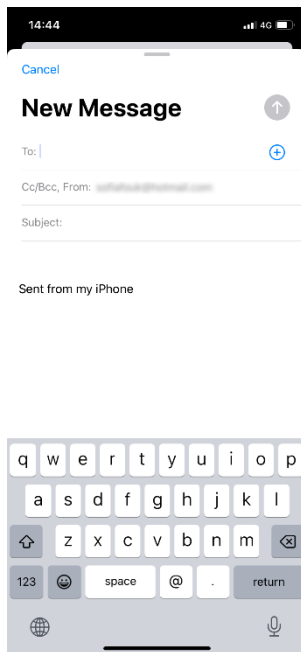 14:44
4G
Cancel
New Message
To:
Cc/Bcc, From:
Subject:
Sent from my iPhone
q w e r t y u i o p
a s d f g h j k l
z x c v b n m
123 space @ . return